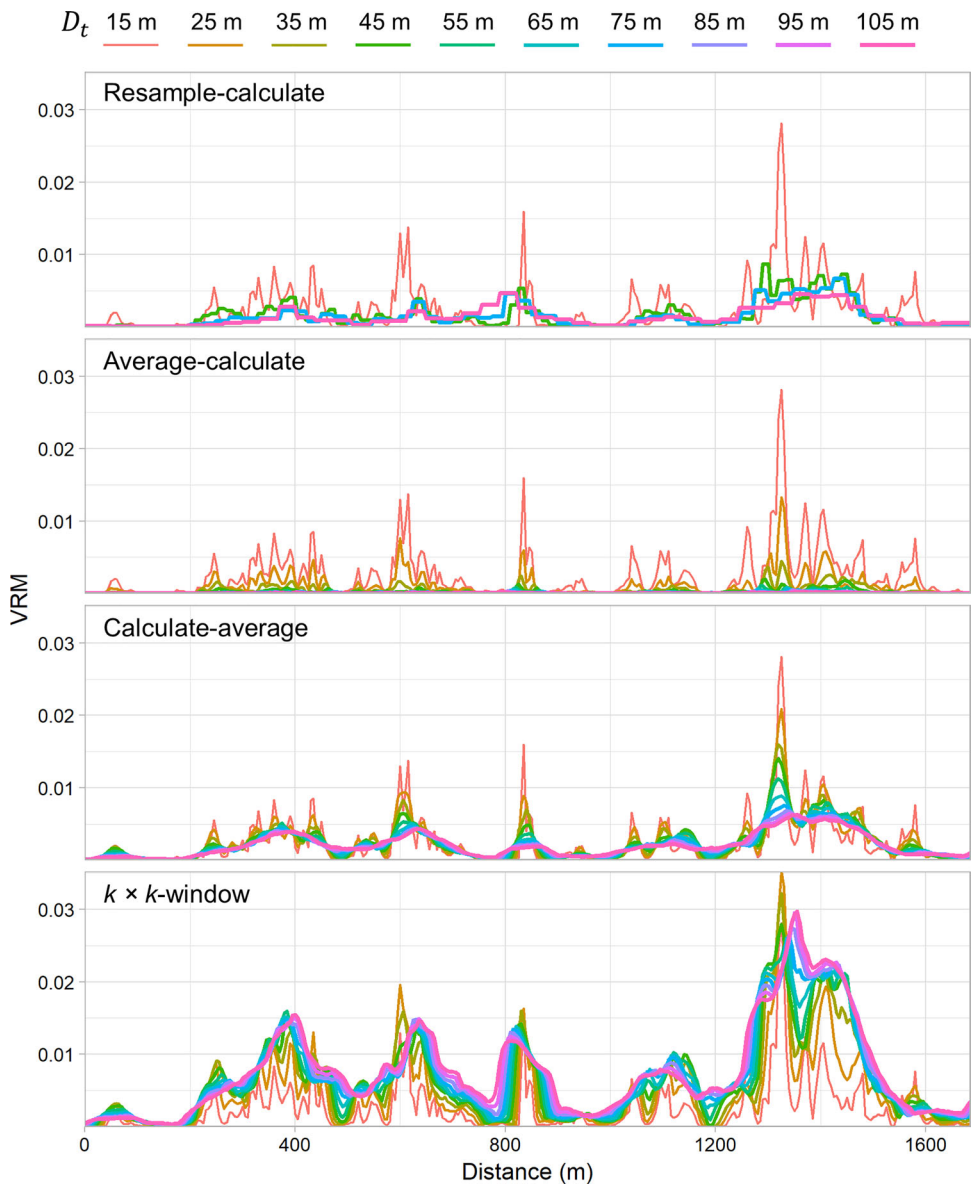 Dt 15 m 25 m 35 m 45 m 55 m 65 m 75 m 85 m 95 m 105 m
Resample-calculate
0.03
0.02
0.01
Average-calculate
0.03
0.02
0.01
Calculate-average
0.03
0.02
0.01
k × k-window
0.03
0.02
0.01
VRM
0 400 800 1200 1600
Distance (m)